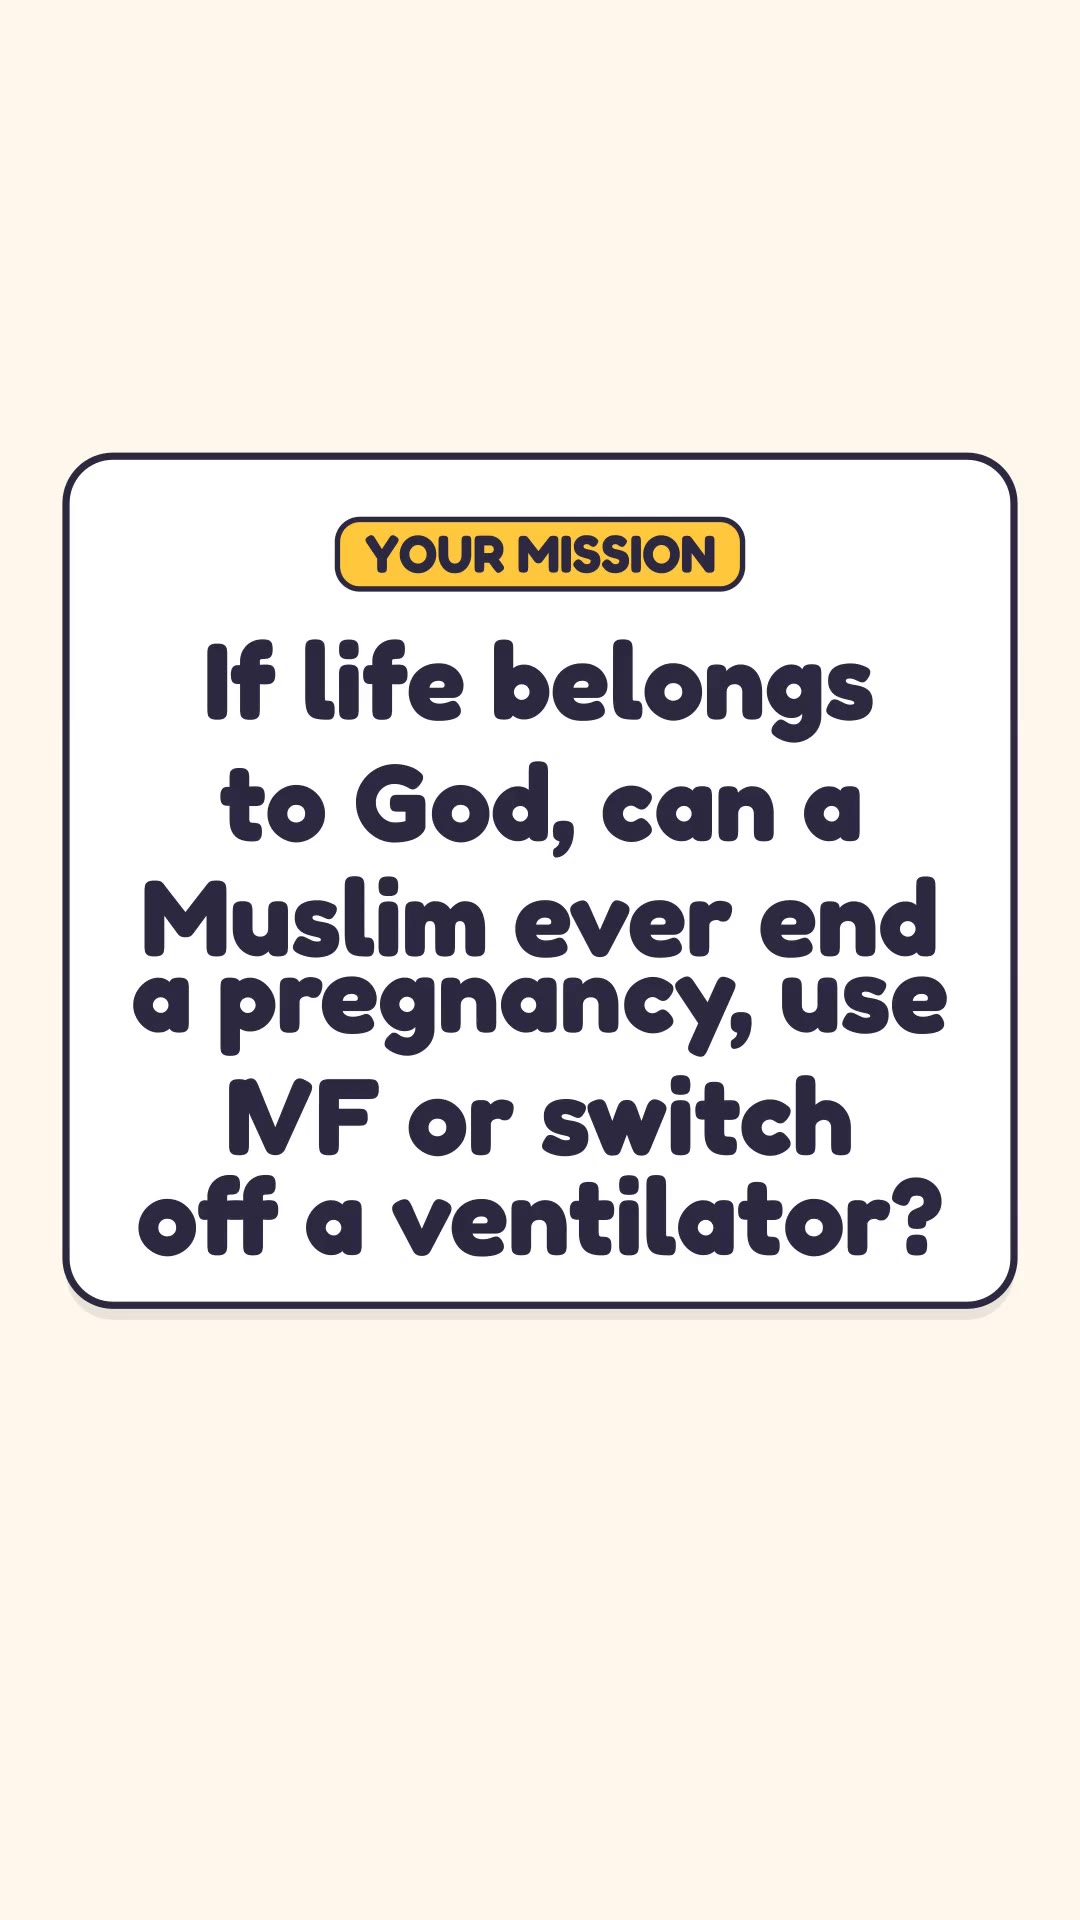 YOUR MISSION
If life belongs
to God, can a
Muslim ever end
a pregnancy, use
IVF or switch
off a ventilator?